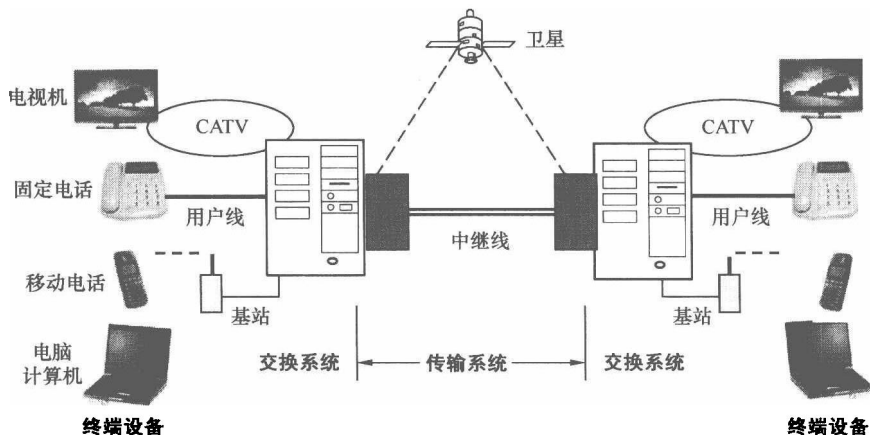 卫星
电视机
CATV
CATV
固定电话
用户线
中继线
用户线
移动电话
基站
基站
电脑
计算机
交换系统
传输系统
交换系统
终端设备
终端设备